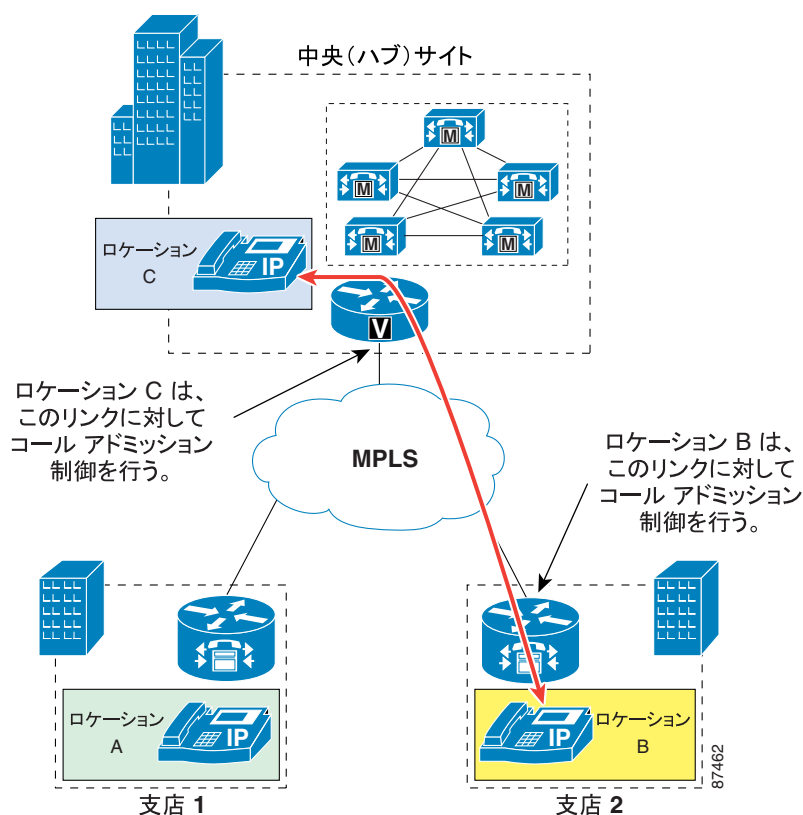 中央（ハブ）サイト
M
M
M
M
M
ロケーション
C
IP
V
ロケーション C は、
このリンクに対して
コール アドミッション
制御を行う。
MPLS
ロケーション B は、
このリンクに対して
コール アドミッション
制御を行う。
ロケーション
A
IP
IP
ロケーション
B
87462
支店 1
支店 2